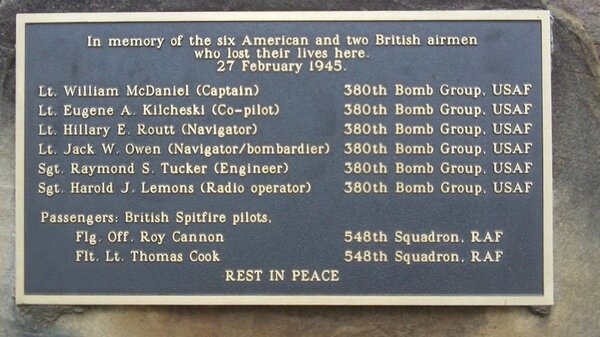 In memory of the six American and two British airmen
who lost their lives here.
27 February 1945.
Lt. William McDaniel (Captain) 380th Bomb Group, USAF
Lt. Eugene A. Kilcheski (Co-pilot) 380th Bomb Group, USAF
Lt. Hillary E. Routt (Navigator) 380th Bomb Group, USAF
Lt. Jack W. Owen (Navigator/bombardier) 380th Bomb Group, USAF
Sgt. Raymond S. Tucker (Engineer) 380th Bomb Group, USAF
Sgt. Harold J. Lemons (Radio operator) 380th Bomb Group, USAF
Passengers: British Spitfire pilots,
Flg. Off. Roy Cannon 548th Squadron, RAF
Flt. Lt. Thomas Cook 548th Squadron, RAF
REST IN PEACE